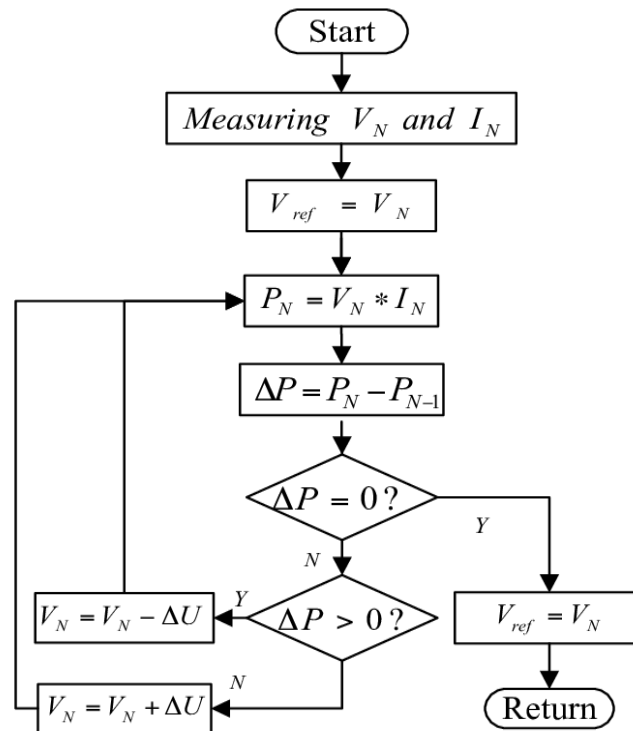 Start
Measuring V_N and I_N
V_ref = V_N
P_N = V_N * I_N
ΔP = P_N − P_{N−1}
ΔP = 0?
Y
N
ΔP > 0?
Y
V_N = V_N − ΔU
V_ref = V_N
N
V_N = V_N + ΔU
Return